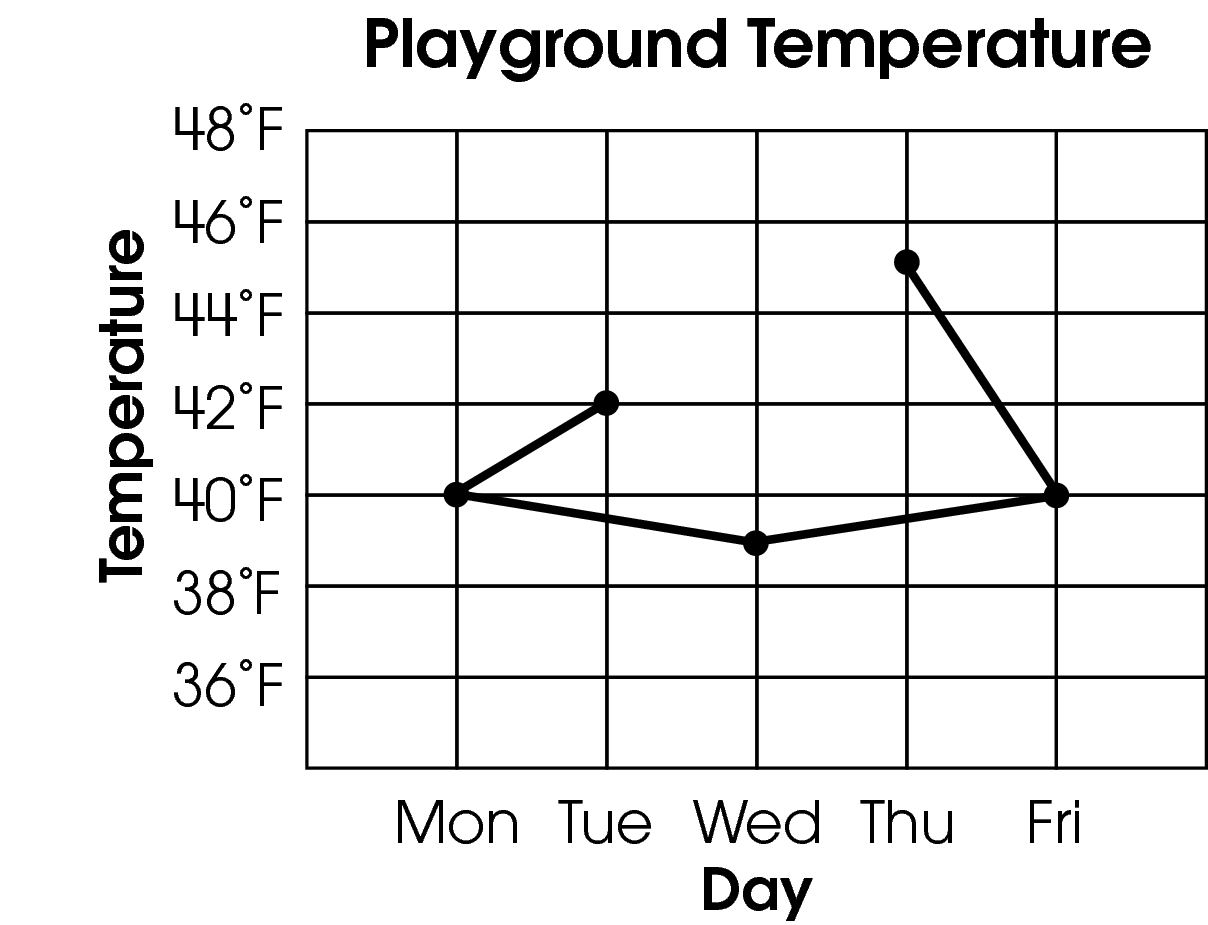 Playground Temperature
48°F
46°F
44°F
42°F
40°F
38°F
36°F
Temperature
Mon Tue Wed Thu Fri
Day